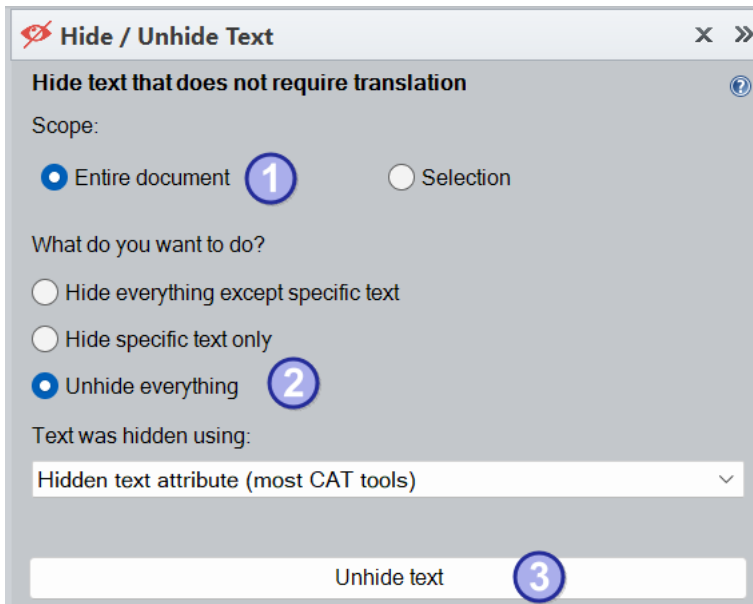 Hide / Unhide Text
Hide text that does not require translation
Scope:
Entire document 1 Selection
What do you want to do?
Hide everything except specific text
Hide specific text only
Unhide everything 2
Text was hidden using:
Hidden text attribute (most CAT tools)
Unhide text 3